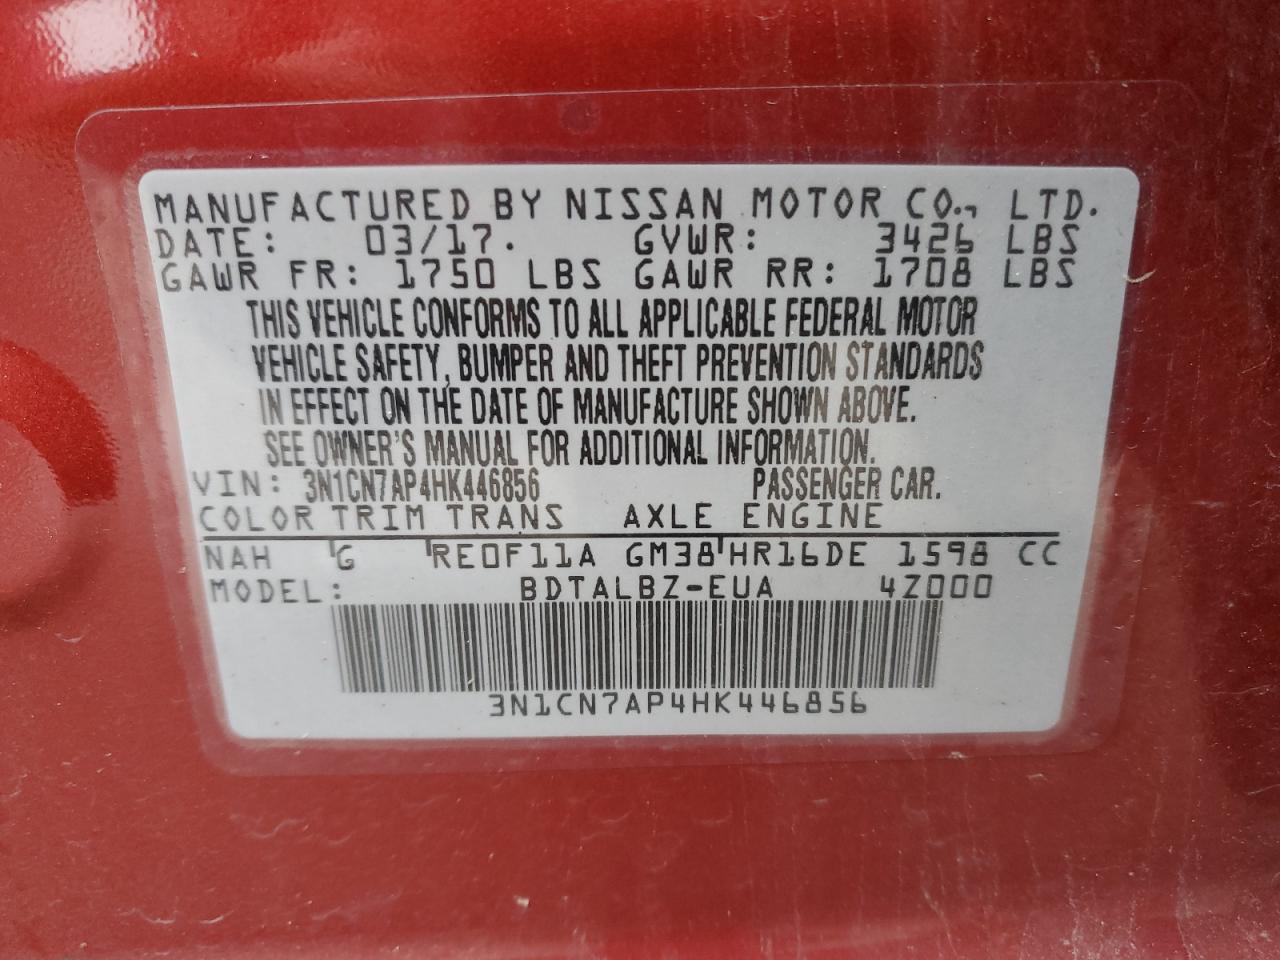 MANUFACTURED BY NISSAN MOTOR CO., LTD.
DATE: 03/17. GVWR: 3426 LBS
GAWR FR: 1750 LBS GAWR RR: 1708 LBS
THIS VEHICLE CONFORMS TO ALL APPLICABLE FEDERAL MOTOR
VEHICLE SAFETY, BUMPER AND THEFT PREVENTION STANDARDS
IN EFFECT ON THE DATE OF MANUFACTURE SHOWN ABOVE.
SEE OWNER'S MANUAL FOR ADDITIONAL INFORMATION.
VIN: 3N1CN7AP4HK446856 PASSENGER CAR.
COLOR TRIM TRANS AXLE ENGINE
NAH G RE0F11A GM38 HR16DE 1598 CC
MODEL: BDTALBZ-EUA 4Z000
3N1CN7AP4HK446856